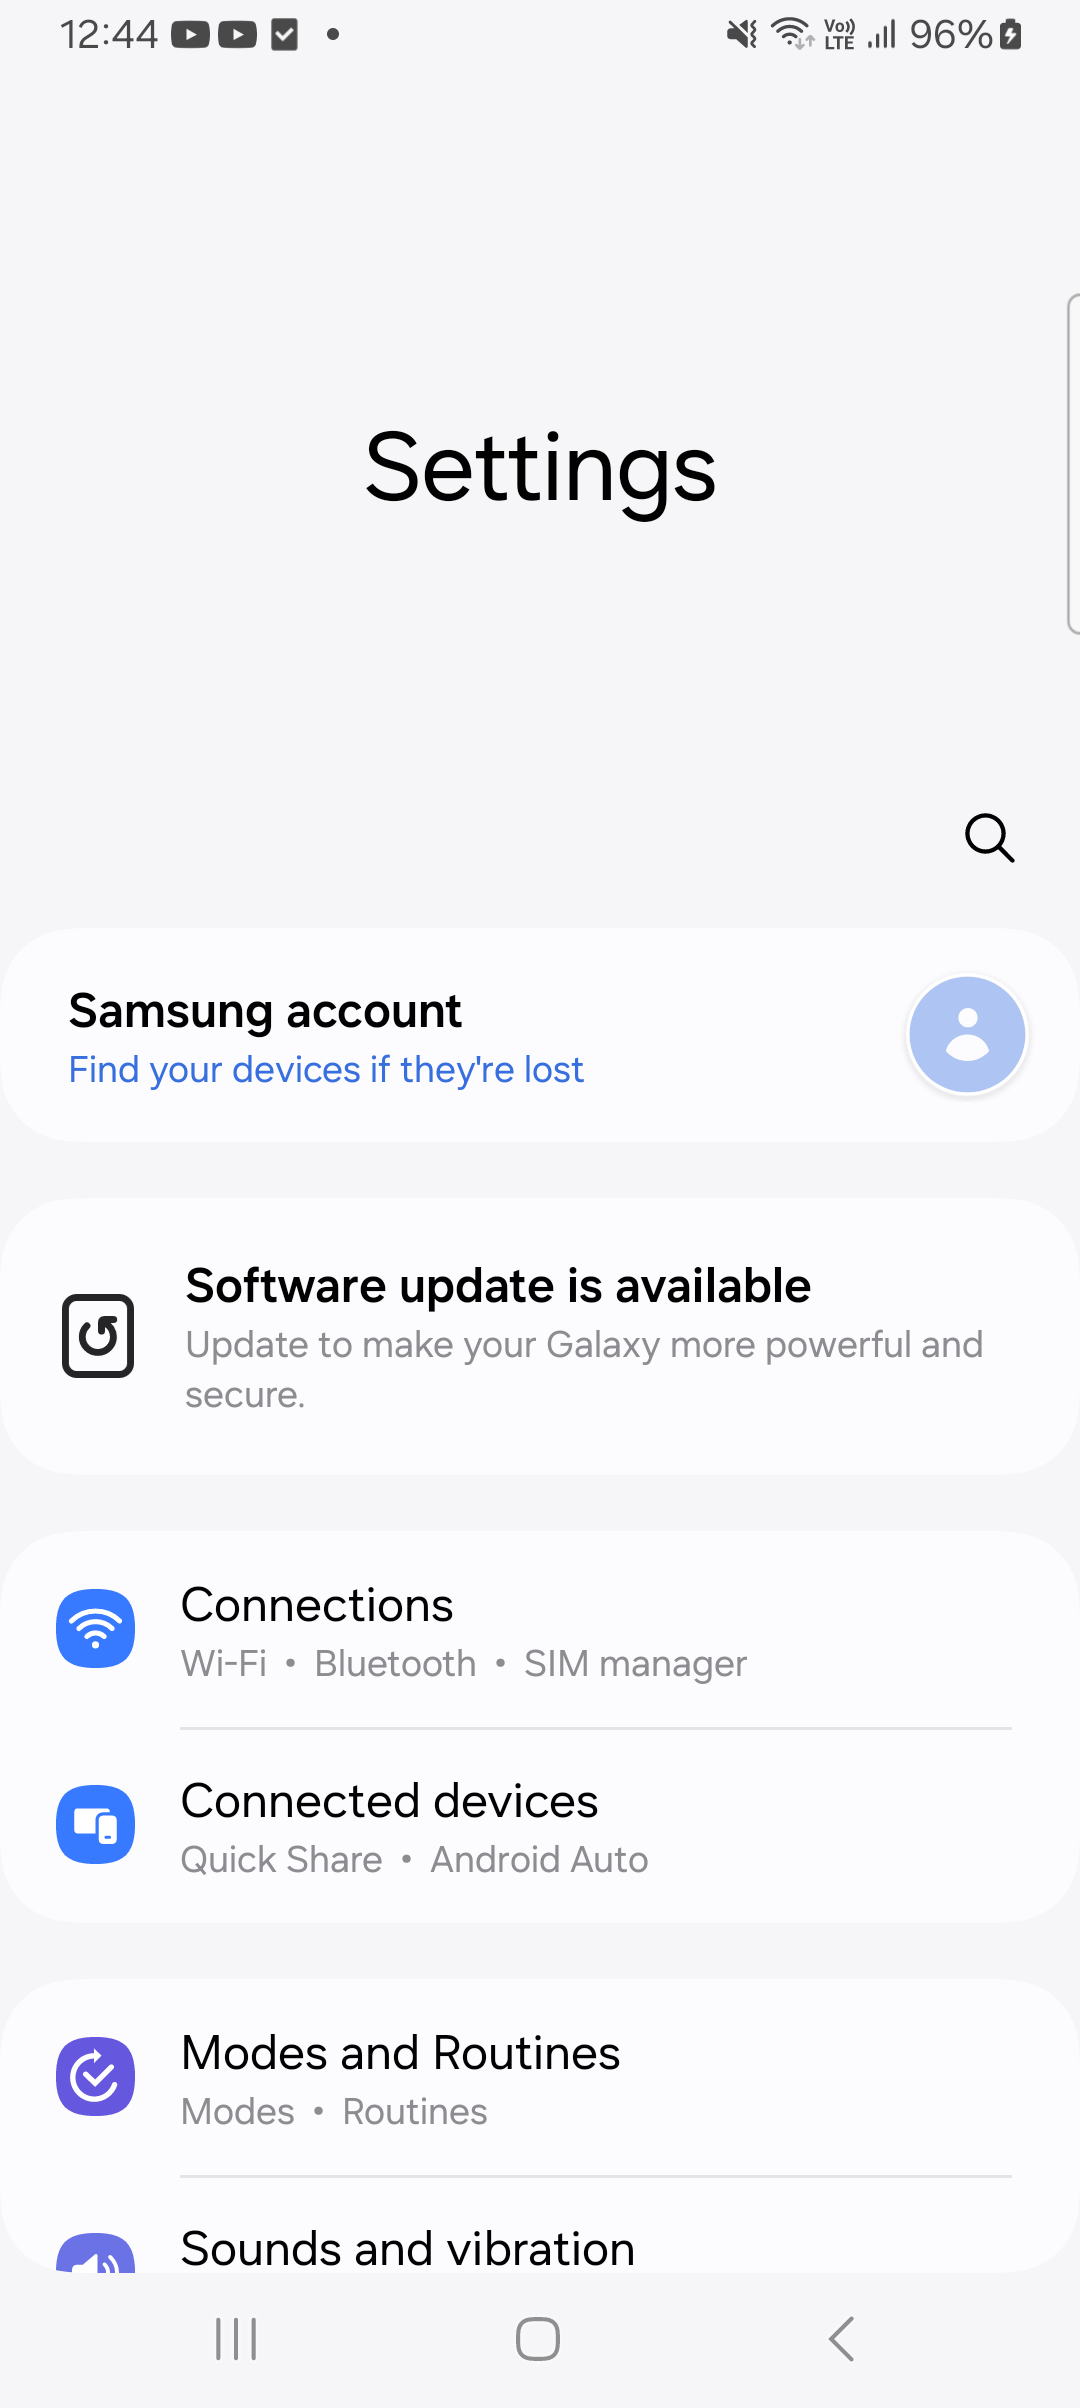 12:44
Vo))
LTE
96%
Settings
Samsung account
Find your devices if they're lost
Software update is available
Update to make your Galaxy more powerful and
secure.
Connections
Wi-Fi • Bluetooth • SIM manager
Connected devices
Quick Share • Android Auto
Modes and Routines
Modes • Routines
Sounds and vibration